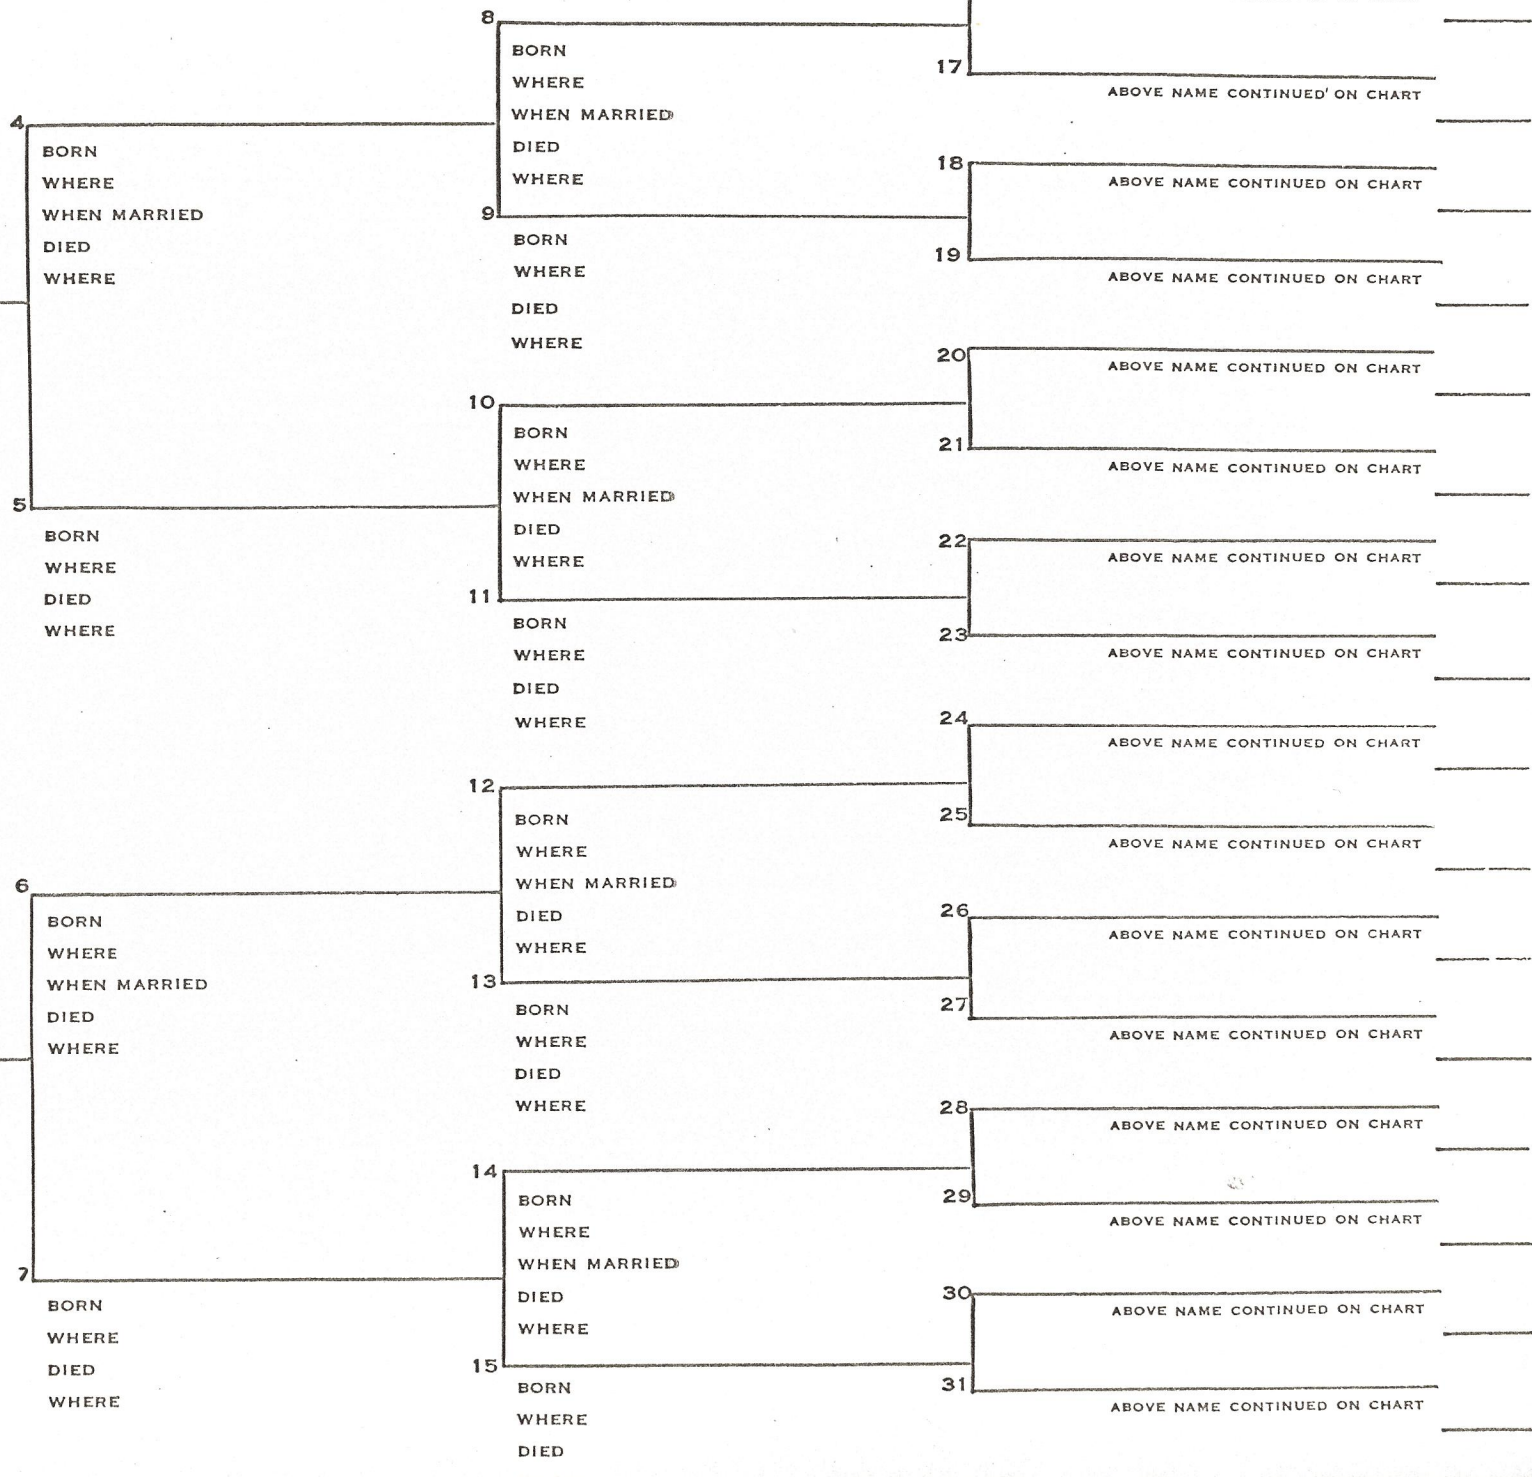 8
BORN
WHERE
WHEN MARRIED
DIED
WHERE
17
ABOVE NAME CONTINUED ON CHART
4
BORN
WHERE
WHEN MARRIED
DIED
WHERE
18
ABOVE NAME CONTINUED ON CHART
9
BORN
WHERE
DIED
WHERE
19
ABOVE NAME CONTINUED ON CHART
20
ABOVE NAME CONTINUED ON CHART
10
BORN
WHERE
WHEN MARRIED
DIED
WHERE
21
ABOVE NAME CONTINUED ON CHART
5
BORN
WHERE
DIED
WHERE
22
ABOVE NAME CONTINUED ON CHART
11
BORN
WHERE
DIED
WHERE
23
ABOVE NAME CONTINUED ON CHART
24
ABOVE NAME CONTINUED ON CHART
12
BORN
WHERE
WHEN MARRIED
DIED
WHERE
25
ABOVE NAME CONTINUED ON CHART
6
BORN
WHERE
WHEN MARRIED
DIED
WHERE
26
ABOVE NAME CONTINUED ON CHART
13
BORN
WHERE
DIED
WHERE
27
ABOVE NAME CONTINUED ON CHART
28
ABOVE NAME CONTINUED ON CHART
14
BORN
WHERE
WHEN MARRIED
DIED
WHERE
29
ABOVE NAME CONTINUED ON CHART
7
BORN
WHERE
DIED
WHERE
30
ABOVE NAME CONTINUED ON CHART
15
BORN
WHERE
DIED
31
ABOVE NAME CONTINUED ON CHART